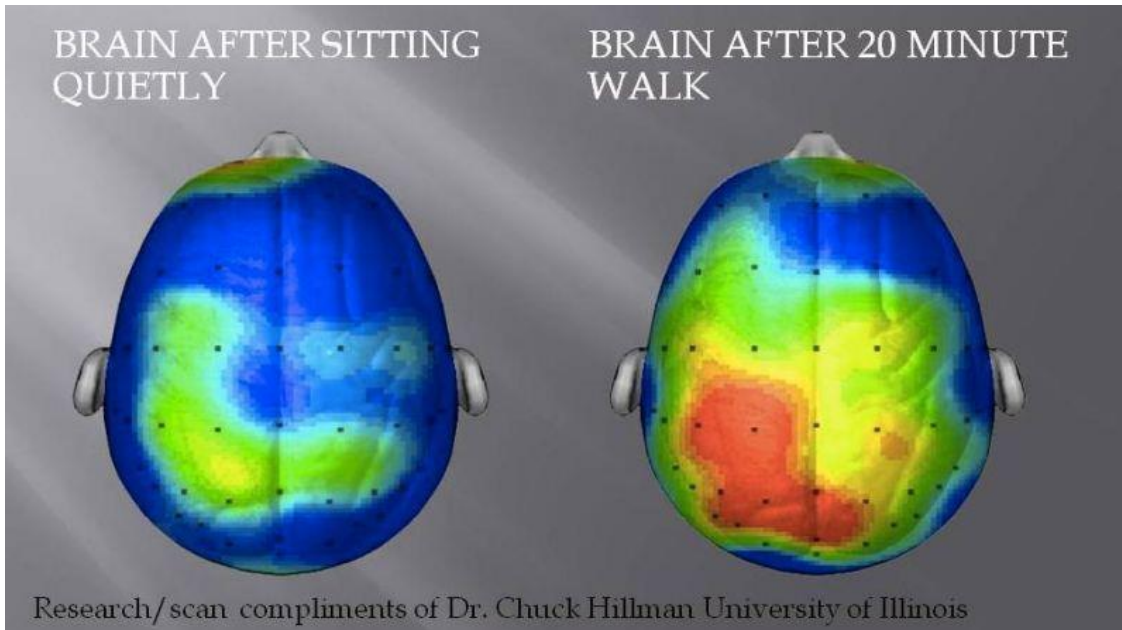 BRAIN AFTER SITTING
QUIETLY
BRAIN AFTER 20 MINUTE
WALK
Research/scan compliments of Dr. Chuck Hillman University of Illinois